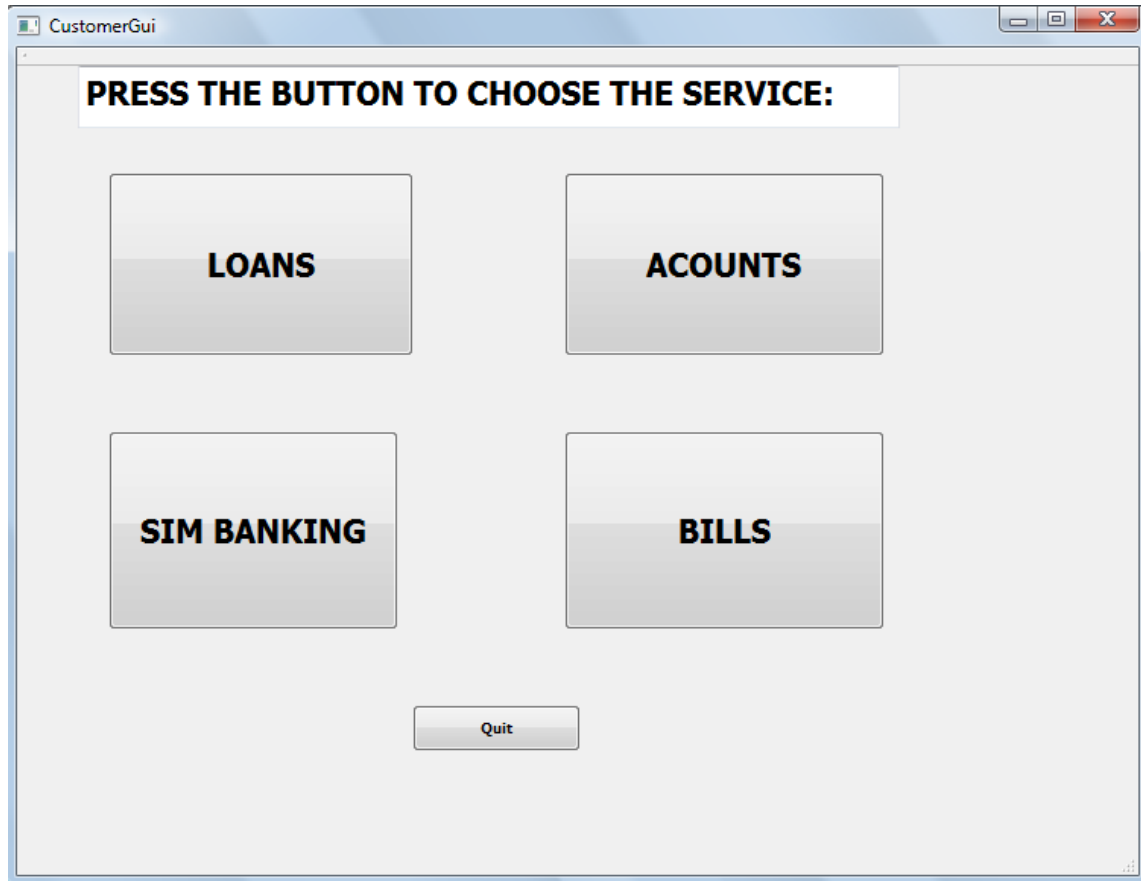 CustomerGui
PRESS THE BUTTON TO CHOOSE THE SERVICE:
LOANS
ACOUNTS
SIM BANKING
BILLS
Quit